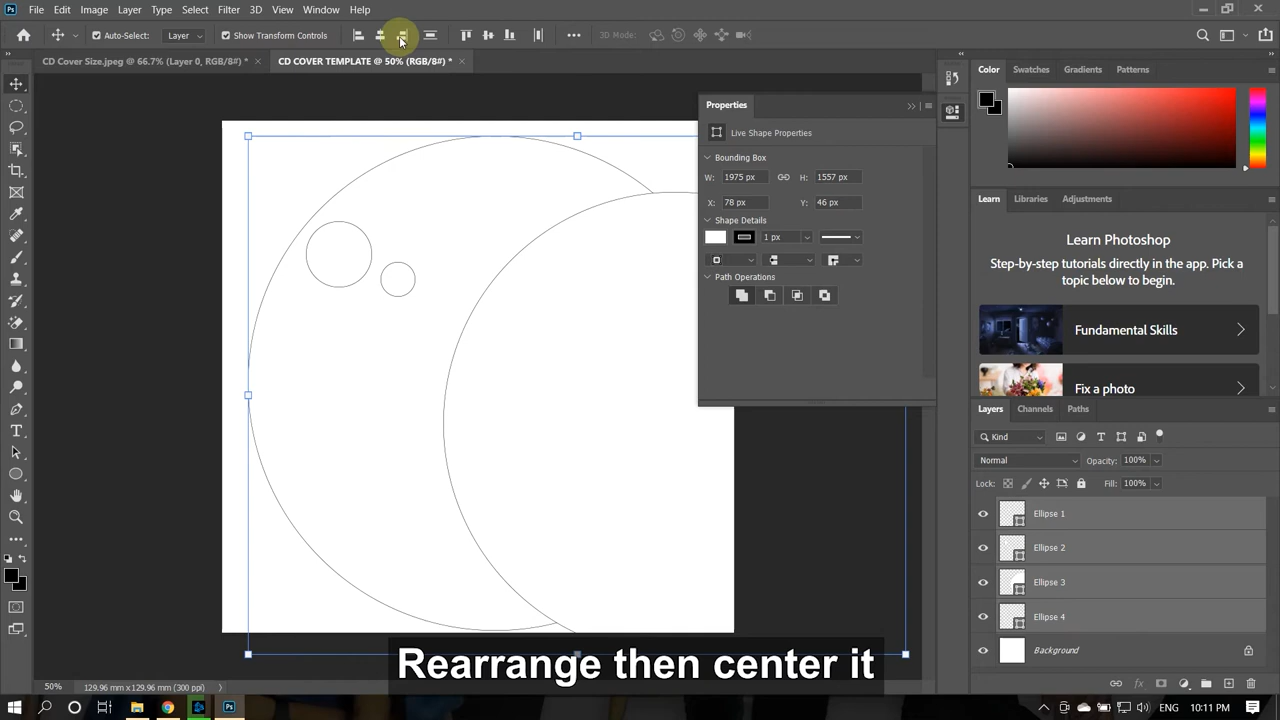 Ps File Edit Image Layer Type Select Filter 3D View Window Help
Auto-Select: Layer Show Transform Controls 3D Mode:
CD Cover Size.jpeg @ 66.7% (Layer 0, RGB/8#) * × CD COVER TEMPLATE @ 50% (RGB/8#) * ×
Properties
Live Shape Properties
Bounding Box
W: 1975 px H: 1557 px
X: 78 px Y: 46 px
Shape Details
1 px
Path Operations
Color Swatches Gradients Patterns
Learn Libraries Adjustments
Learn Photoshop
Step-by-step tutorials directly in the app. Pick a
topic below to begin.
Fundamental Skills
Fix a photo
Layers Channels Paths
Kind
Normal Opacity: 100%
Lock: Fill: 100%
Ellipse 1
Ellipse 2
Ellipse 3
Ellipse 4
Background
Rearrange then center it
50% 129.96 mm x 129.96 mm (300 ppi)
Ps ENG 10:11 PM